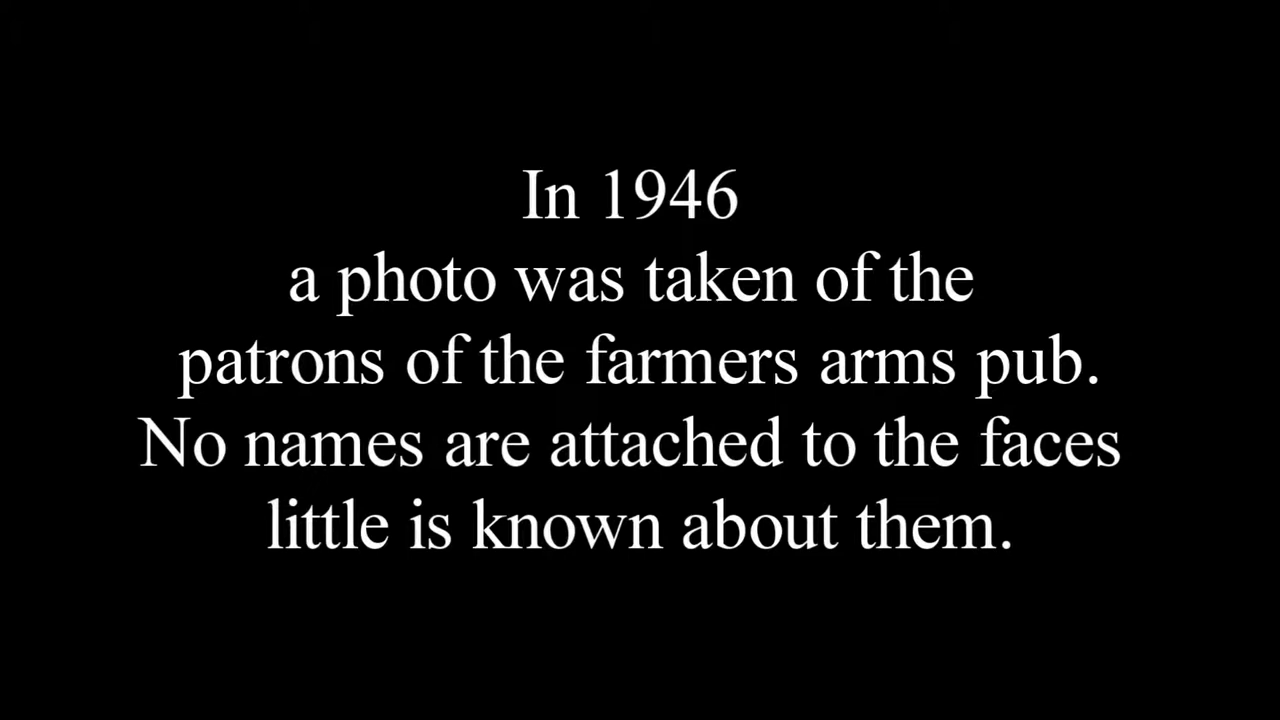 In 1946
a photo was taken of the
patrons of the farmers arms pub.
No names are attached to the faces
little is known about them.